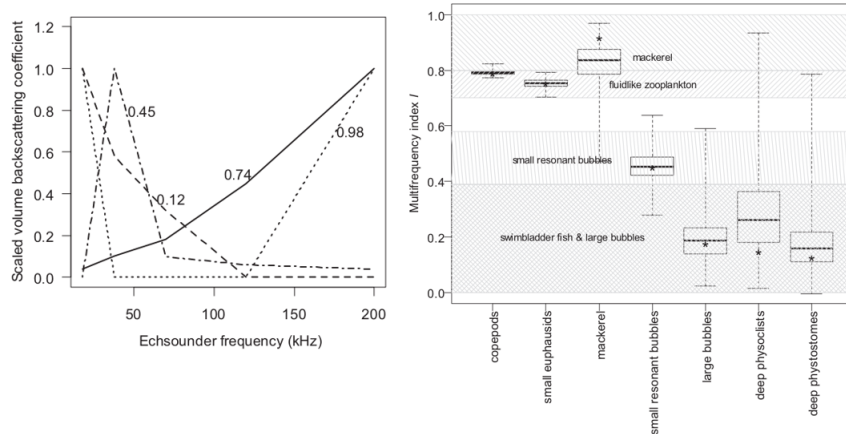 Scaled volume backscattering coefficient
1.2
1.0
0.8
0.6
0.4
0.2
0.0
0.45
0.98
0.74
0.12
50
100
150
200
Echsounder frequency (kHz)
Multifrequency index I
1.0
0.8
0.6
0.4
0.2
0.0
mackerel
fluidlike zooplankton
small resonant bubbles
swimbladder fish & large bubbles
copepods
small euphausids
mackerel
small resonant bubbles
large bubbles
deep physoclists
deep phystostomes